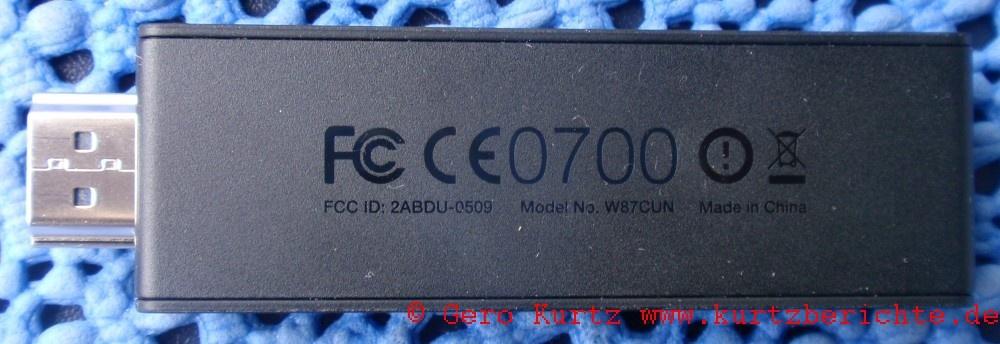 FC CE0700
FCC ID: 2ABDU-0509 Model No. W87CUN Made in China
© Gero Kurtz www.kurtzberichte.de